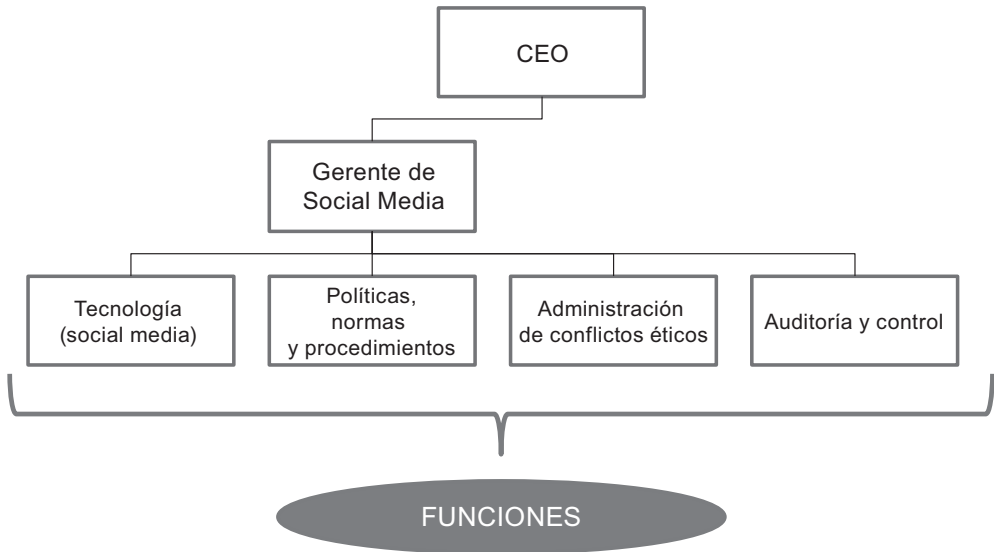 CEO
Gerente de
Social Media
Tecnología
(social media)
Políticas,
normas
y procedimientos
Administración
de conflictos éticos
Auditoría y control
FUNCIONES